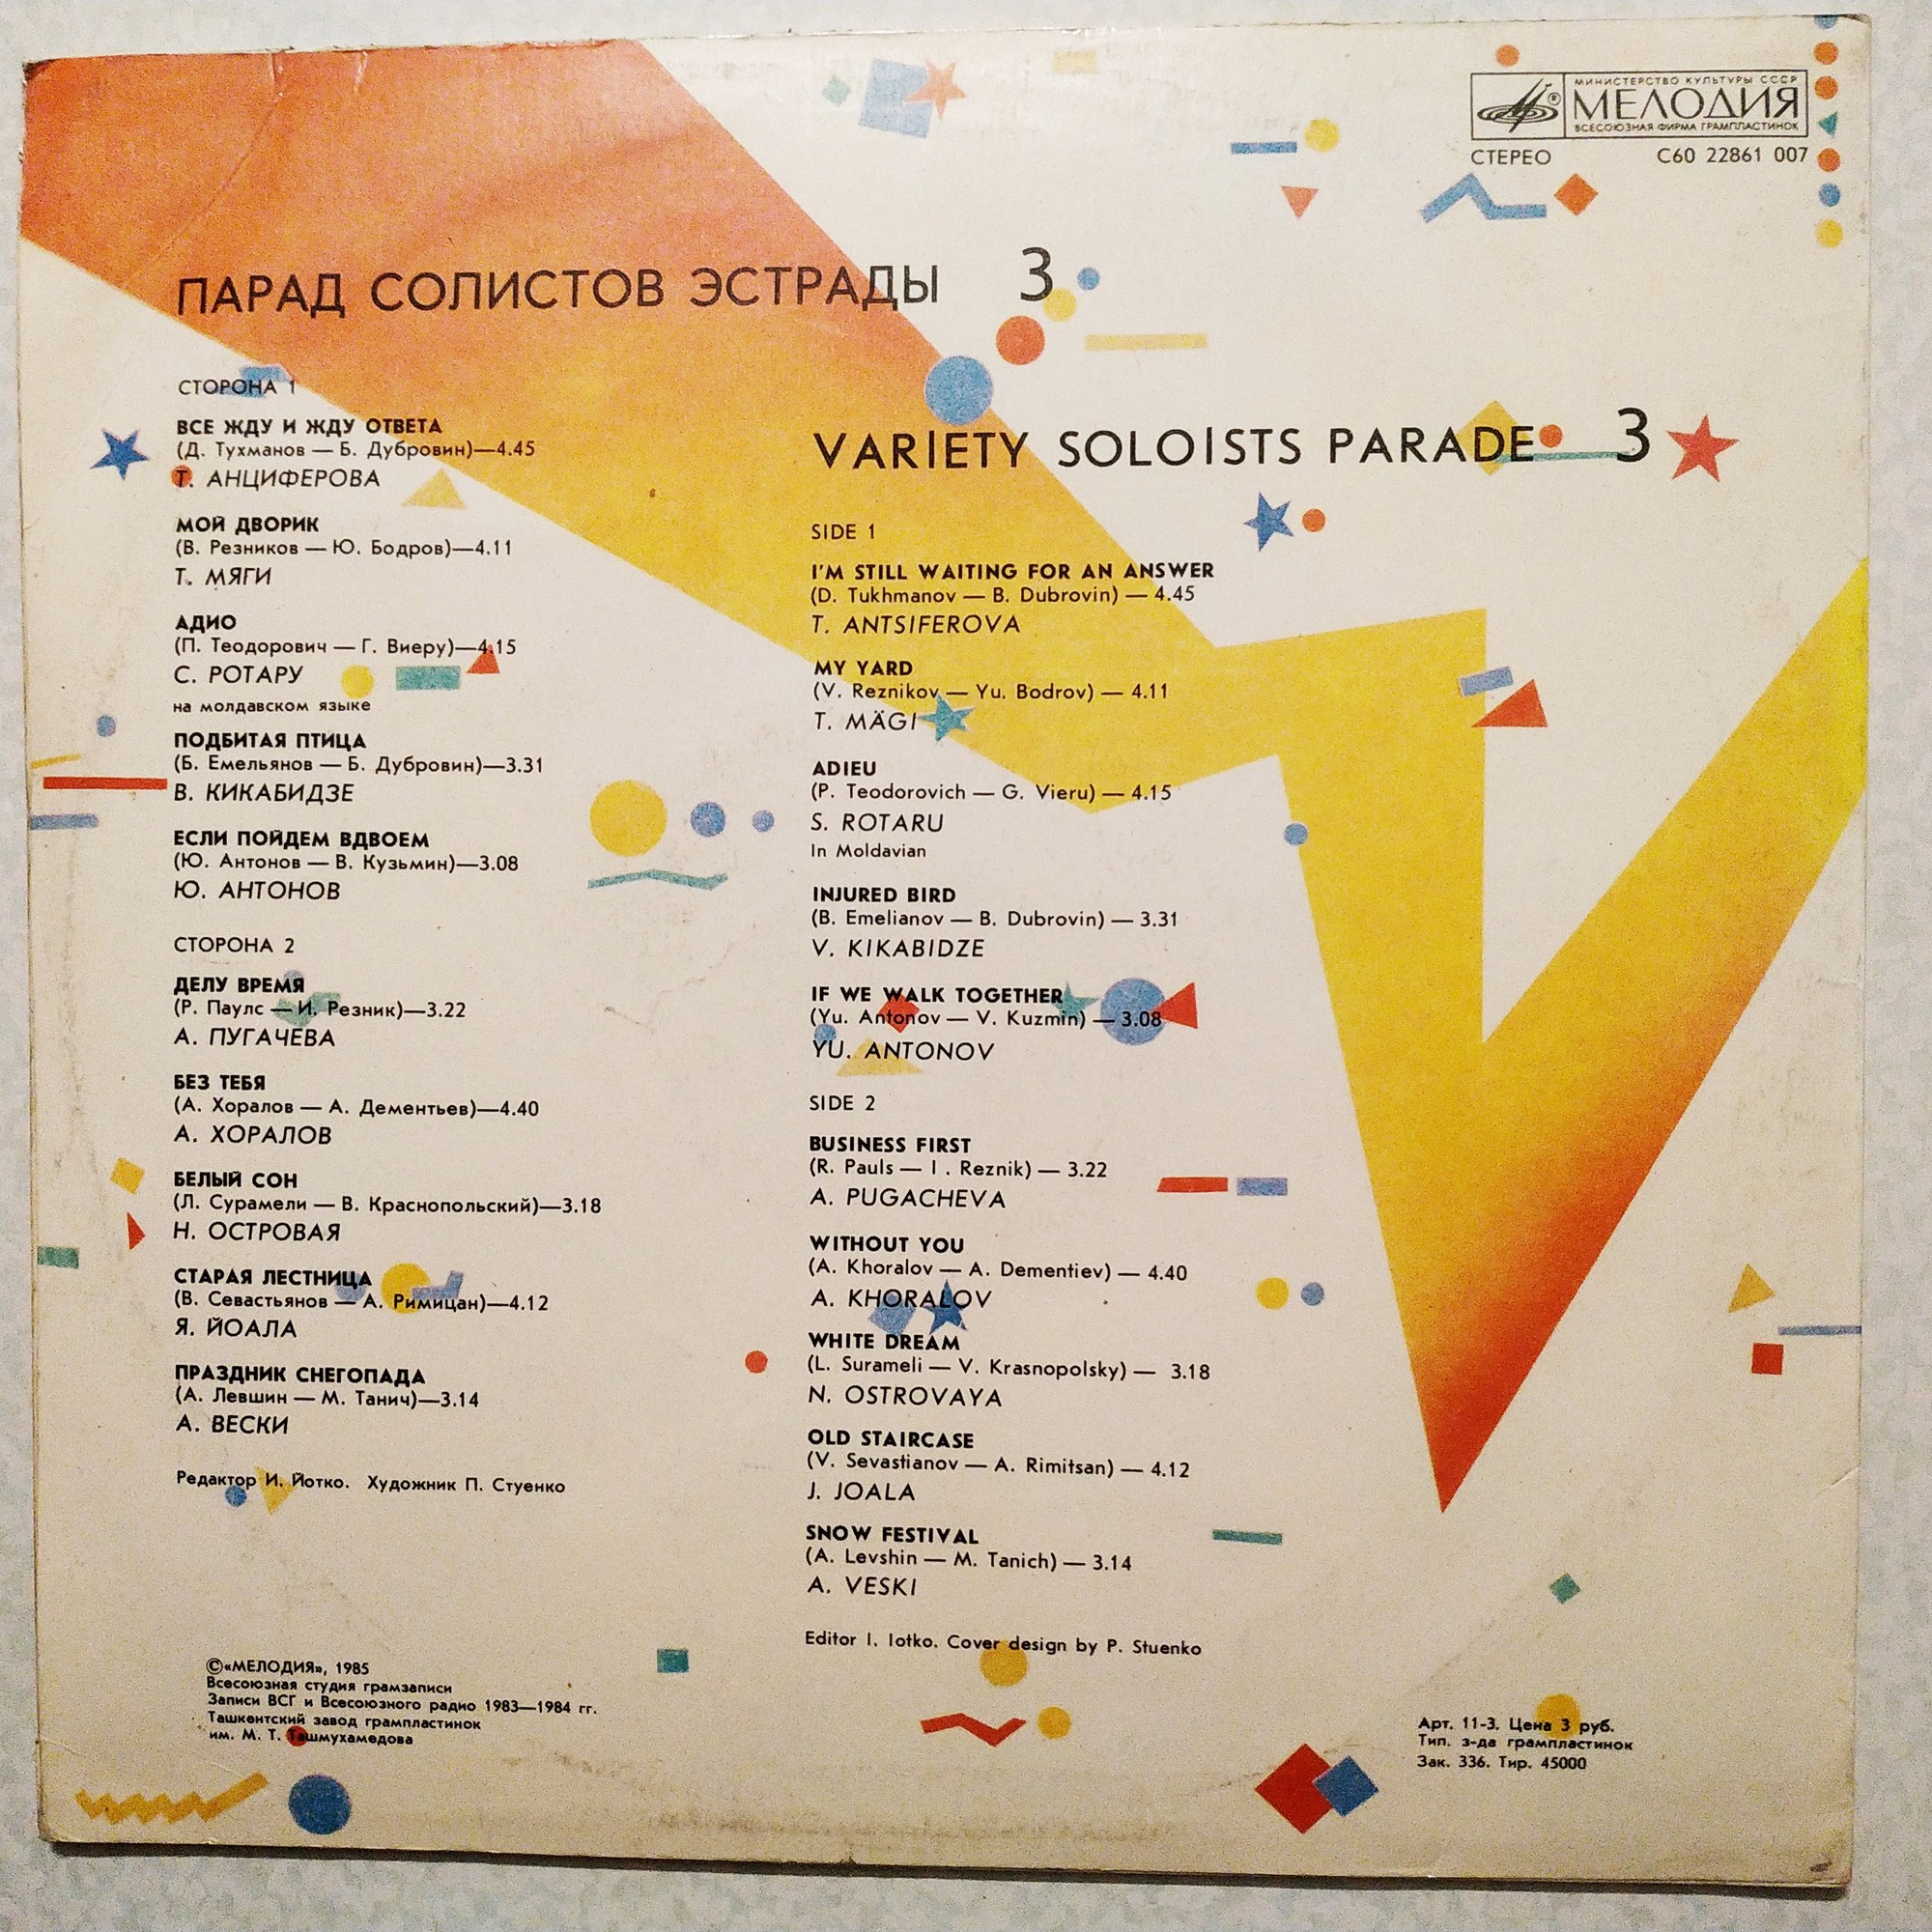 МИНИСТЕРСТВО КУЛЬТУРЫ СССР
МЕЛОДИЯ
ВСЕСОЮЗНАЯ ФИРМА ГРАМПЛАСТИНОК
СТЕРЕО С60 22861 007
ПАРАД СОЛИСТОВ ЭСТРАДЫ 3
СТОРОНА 1
ВСЕ ЖДУ И ЖДУ ОТВЕТА
(Д. Тухманов — Б. Дубровин)—4.45
Т. АНЦИФЕРОВА
МОЙ ДВОРИК
(В. Резников — Ю. Бодров)—4.11
Т. МЯГИ
АДИО
(П. Теодорович — Г. Виеру)—4.15
С. РОТАРУ
на молдавском языке
ПОДБИТАЯ ПТИЦА
(Б. Емельянов — Б. Дубровин)—3.31
В. КИКАБИДЗЕ
ЕСЛИ ПОЙДЕМ ВДВОЕМ
(Ю. Антонов — В. Кузьмин)—3.08
Ю. АНТОНОВ
СТОРОНА 2
ДЕЛУ ВРЕМЯ
(Р. Паулс — И. Резник)—3.22
А. ПУГАЧЕВА
БЕЗ ТЕБЯ
(А. Хоралов — А. Дементьев)—4.40
А. ХОРАЛОВ
БЕЛЫЙ СОН
(Л. Сурамели — В. Краснопольский)—3.18
Н. ОСТРОВАЯ
СТАРАЯ ЛЕСТНИЦА
(В. Севастьянов — А. Римицан)—4.12
Я. ЙОАЛА
ПРАЗДНИК СНЕГОПАДА
(А. Левшин — М. Танич)—3.14
А. ВЕСКИ
Редактор И. Йотко. Художник П. Стуенко
VARIETY SOLOISTS PARADE 3
SIDE 1
I'M STILL WAITING FOR AN ANSWER
(D. Tukhmanov — B. Dubrovin) — 4.45
T. ANTSIFEROVA
MY YARD
(V. Reznikov — Yu. Bodrov) — 4.11
T. MÄGI
ADIEU
(P. Teodorovich — G. Vieru) — 4.15
S. ROTARU
In Moldavian
INJURED BIRD
(B. Emelianov — B. Dubrovin) — 3.31
V. KIKABIDZE
IF WE WALK TOGETHER
(Yu. Antonov — V. Kuzmin) — 3.08
YU. ANTONOV
SIDE 2
BUSINESS FIRST
(R. Pauls — I . Reznik) — 3.22
A. PUGACHEVA
WITHOUT YOU
(A. Khoralov — A. Dementiev) — 4.40
A. KHORALOV
WHITE DREAM
(L. Surameli — V. Krasnopolsky) — 3.18
N. OSTROVAYA
OLD STAIRCASE
(V. Sevastianov — A. Rimitsan) — 4.12
J. JOALA
SNOW FESTIVAL
(A. Levshin — M. Tanich) — 3.14
A. VESKI
Editor I. Iotko. Cover design by P. Stuenko
©«МЕЛОДИЯ», 1985
Всесоюзная студия грамзаписи
Записи ВСГ и Всесоюзного радио 1983—1984 гг.
Ташкентский завод грампластинок
им. М. Т. Ташмухамедова
Арт. 11-3. Цена 3 руб.
Тип. з-да грампластинок
Зак. 336. Тир. 45000